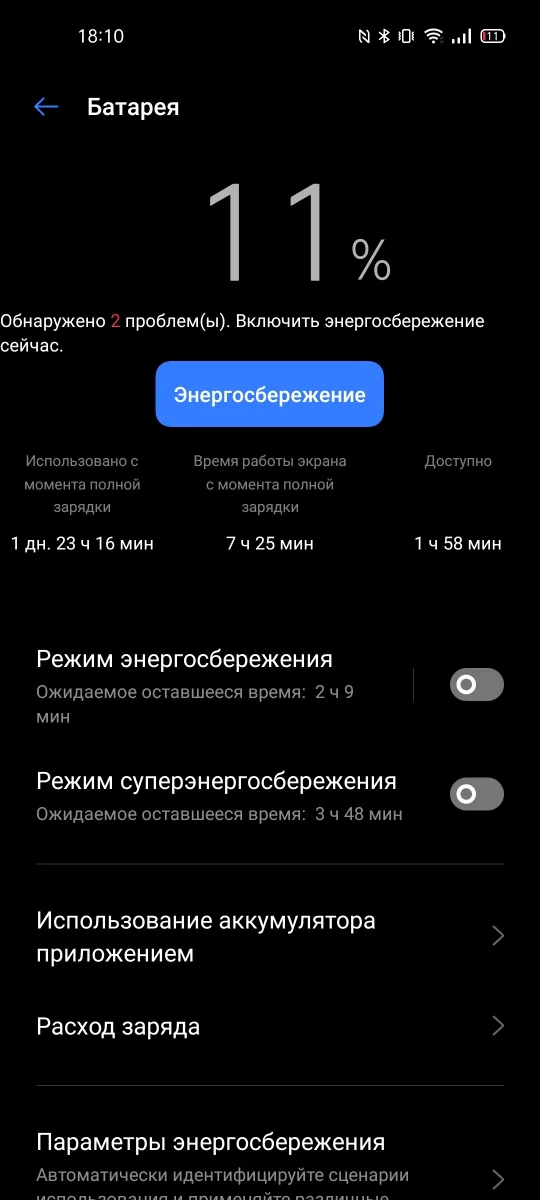 18:10
11
Батарея
11%
Обнаружено 2 проблем(ы). Включить энергосбережение
сейчас.
Энергосбережение
Использовано с
момента полной
зарядки
1 дн. 23 ч 16 мин
Время работы экрана
с момента полной
зарядки
7 ч 25 мин
Доступно
1 ч 58 мин
Режим энергосбережения
Ожидаемое оставшееся время: 2 ч 9
мин
Режим суперэнергосбережения
Ожидаемое оставшееся время: 3 ч 48 мин
Использование аккумулятора
приложением
Расход заряда
Параметры энергосбережения
Автоматически идентифицируйте сценарии
использования и применяйте различные